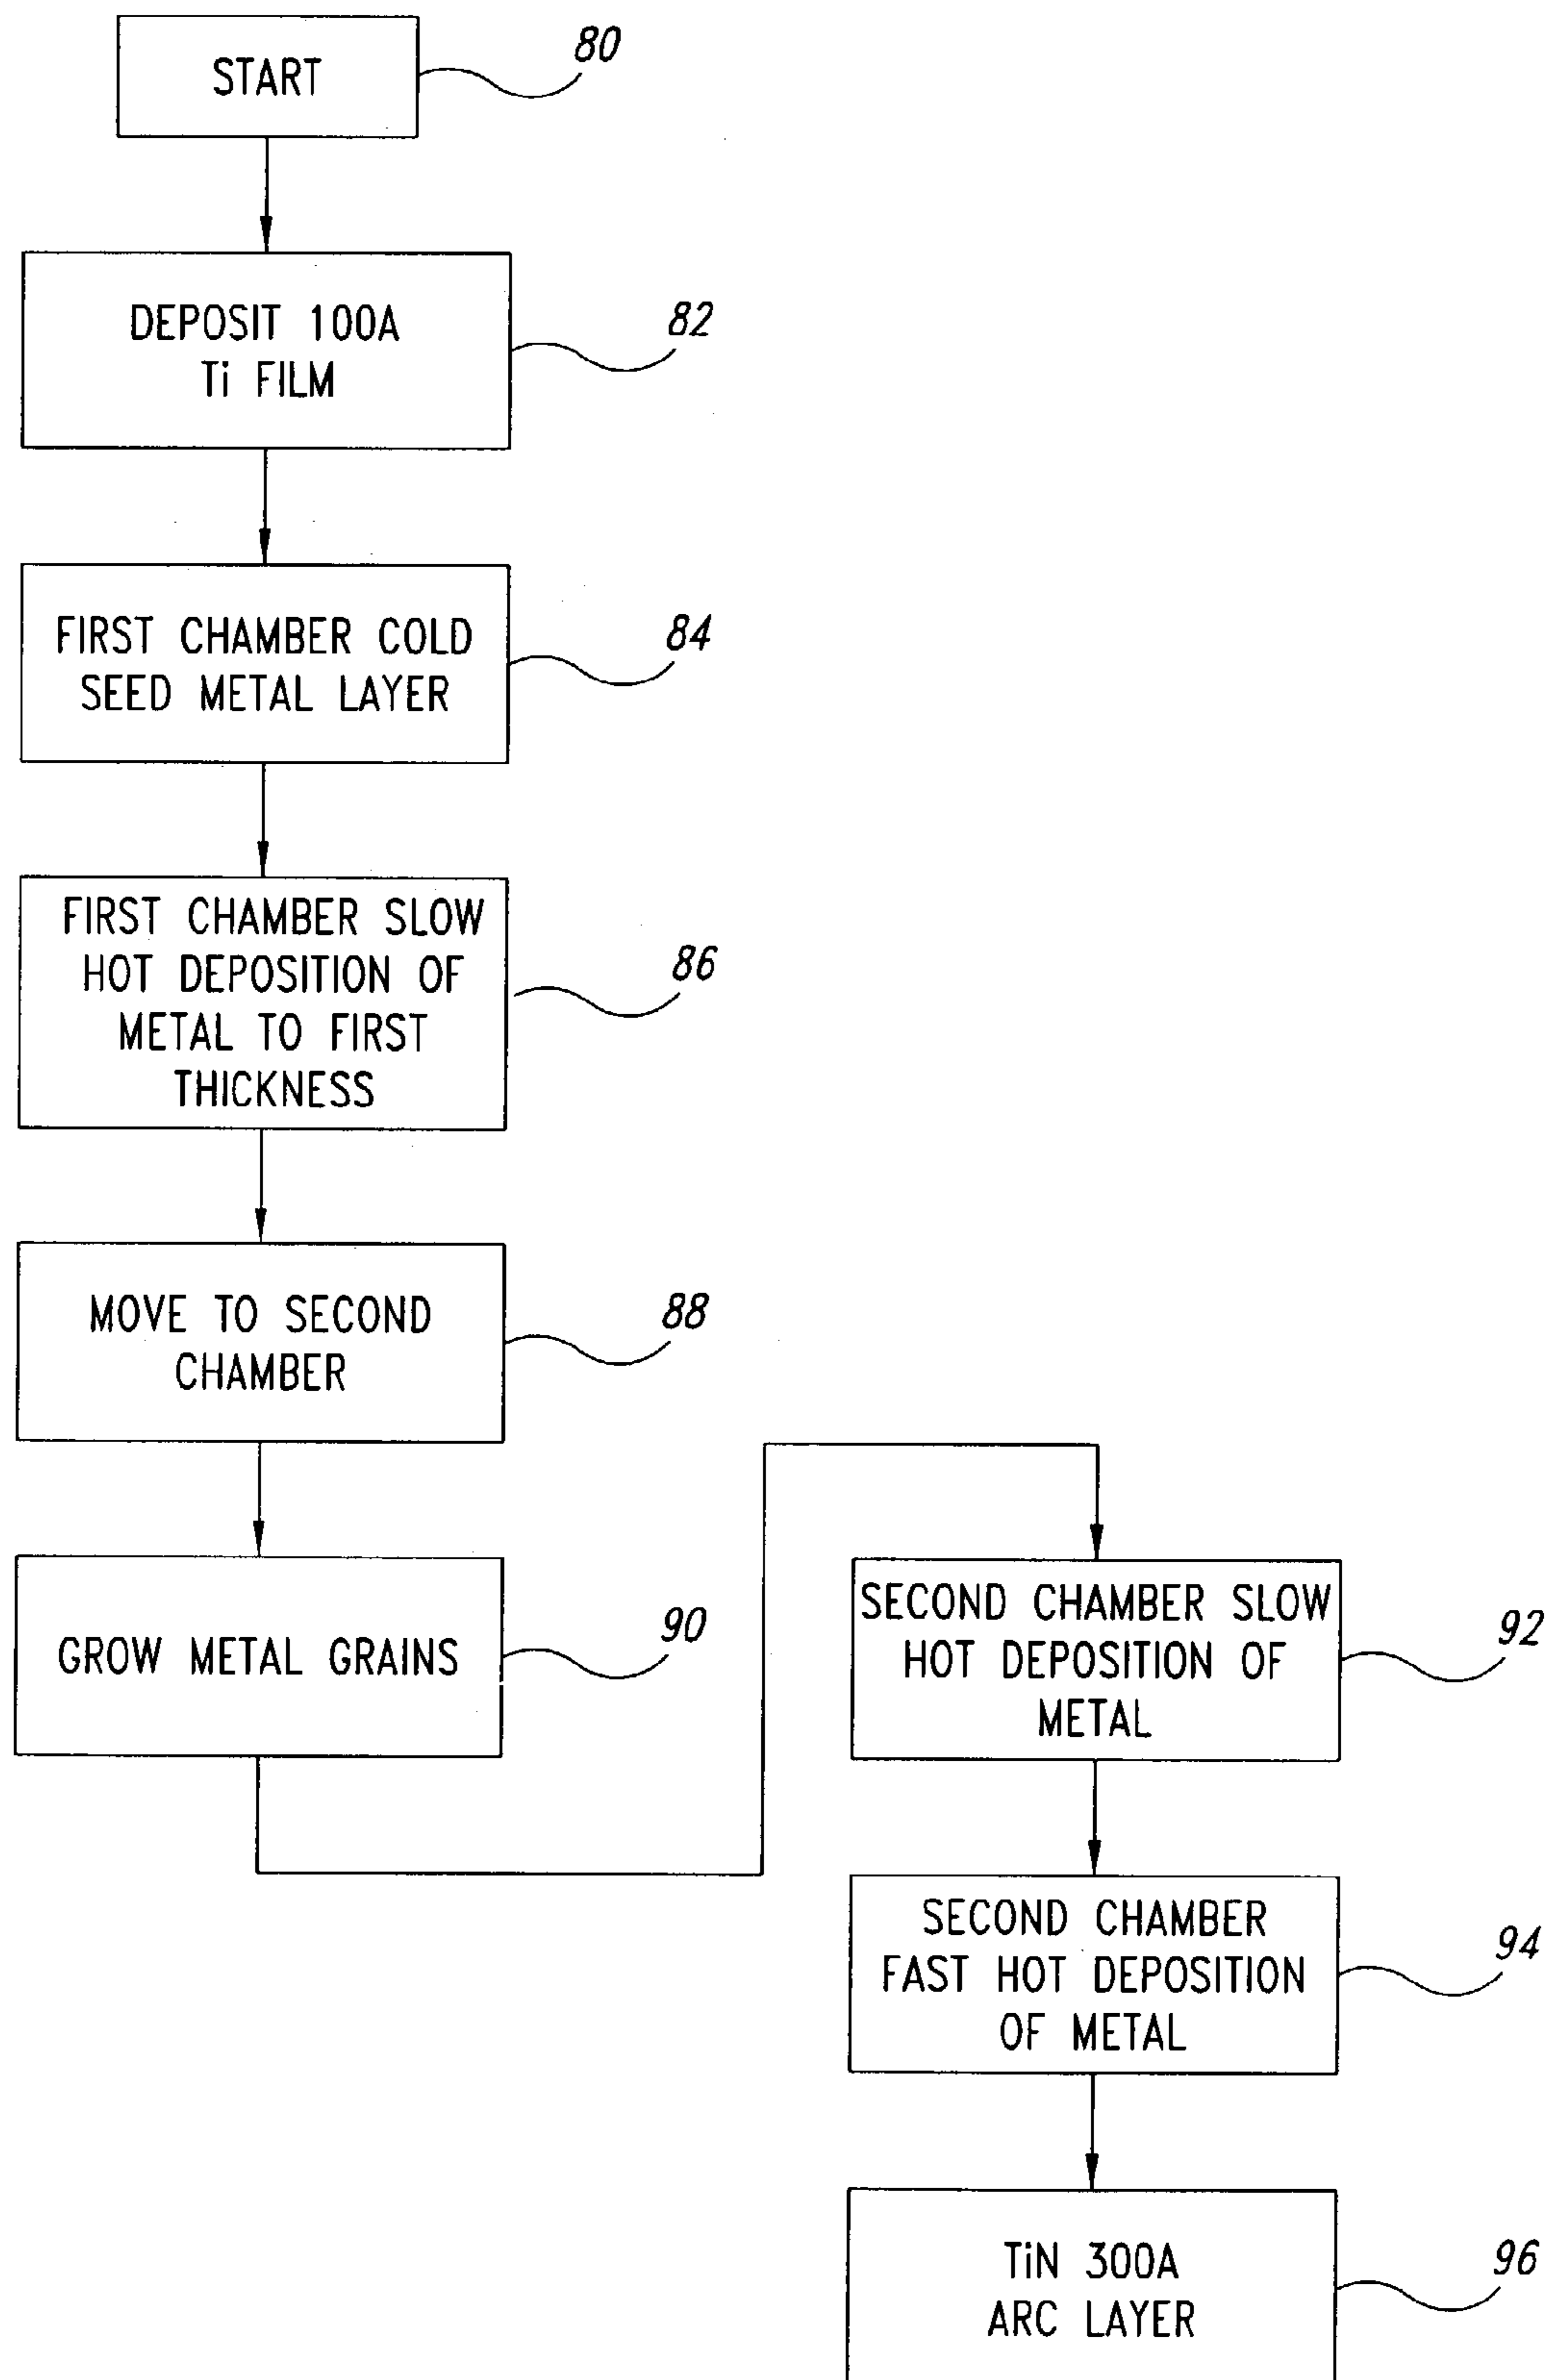 START
80
DEPOSIT 100A
Ti FILM
82
FIRST CHAMBER COLD
SEED METAL LAYER
84
FIRST CHAMBER SLOW
HOT DEPOSITION OF
METAL TO FIRST
THICKNESS
86
MOVE TO SECOND
CHAMBER
88
GROW METAL GRAINS
90
SECOND CHAMBER SLOW
HOT DEPOSITION OF
METAL
92
SECOND CHAMBER
FAST HOT DEPOSITION
OF METAL
94
TiN 300A
ARC LAYER
96